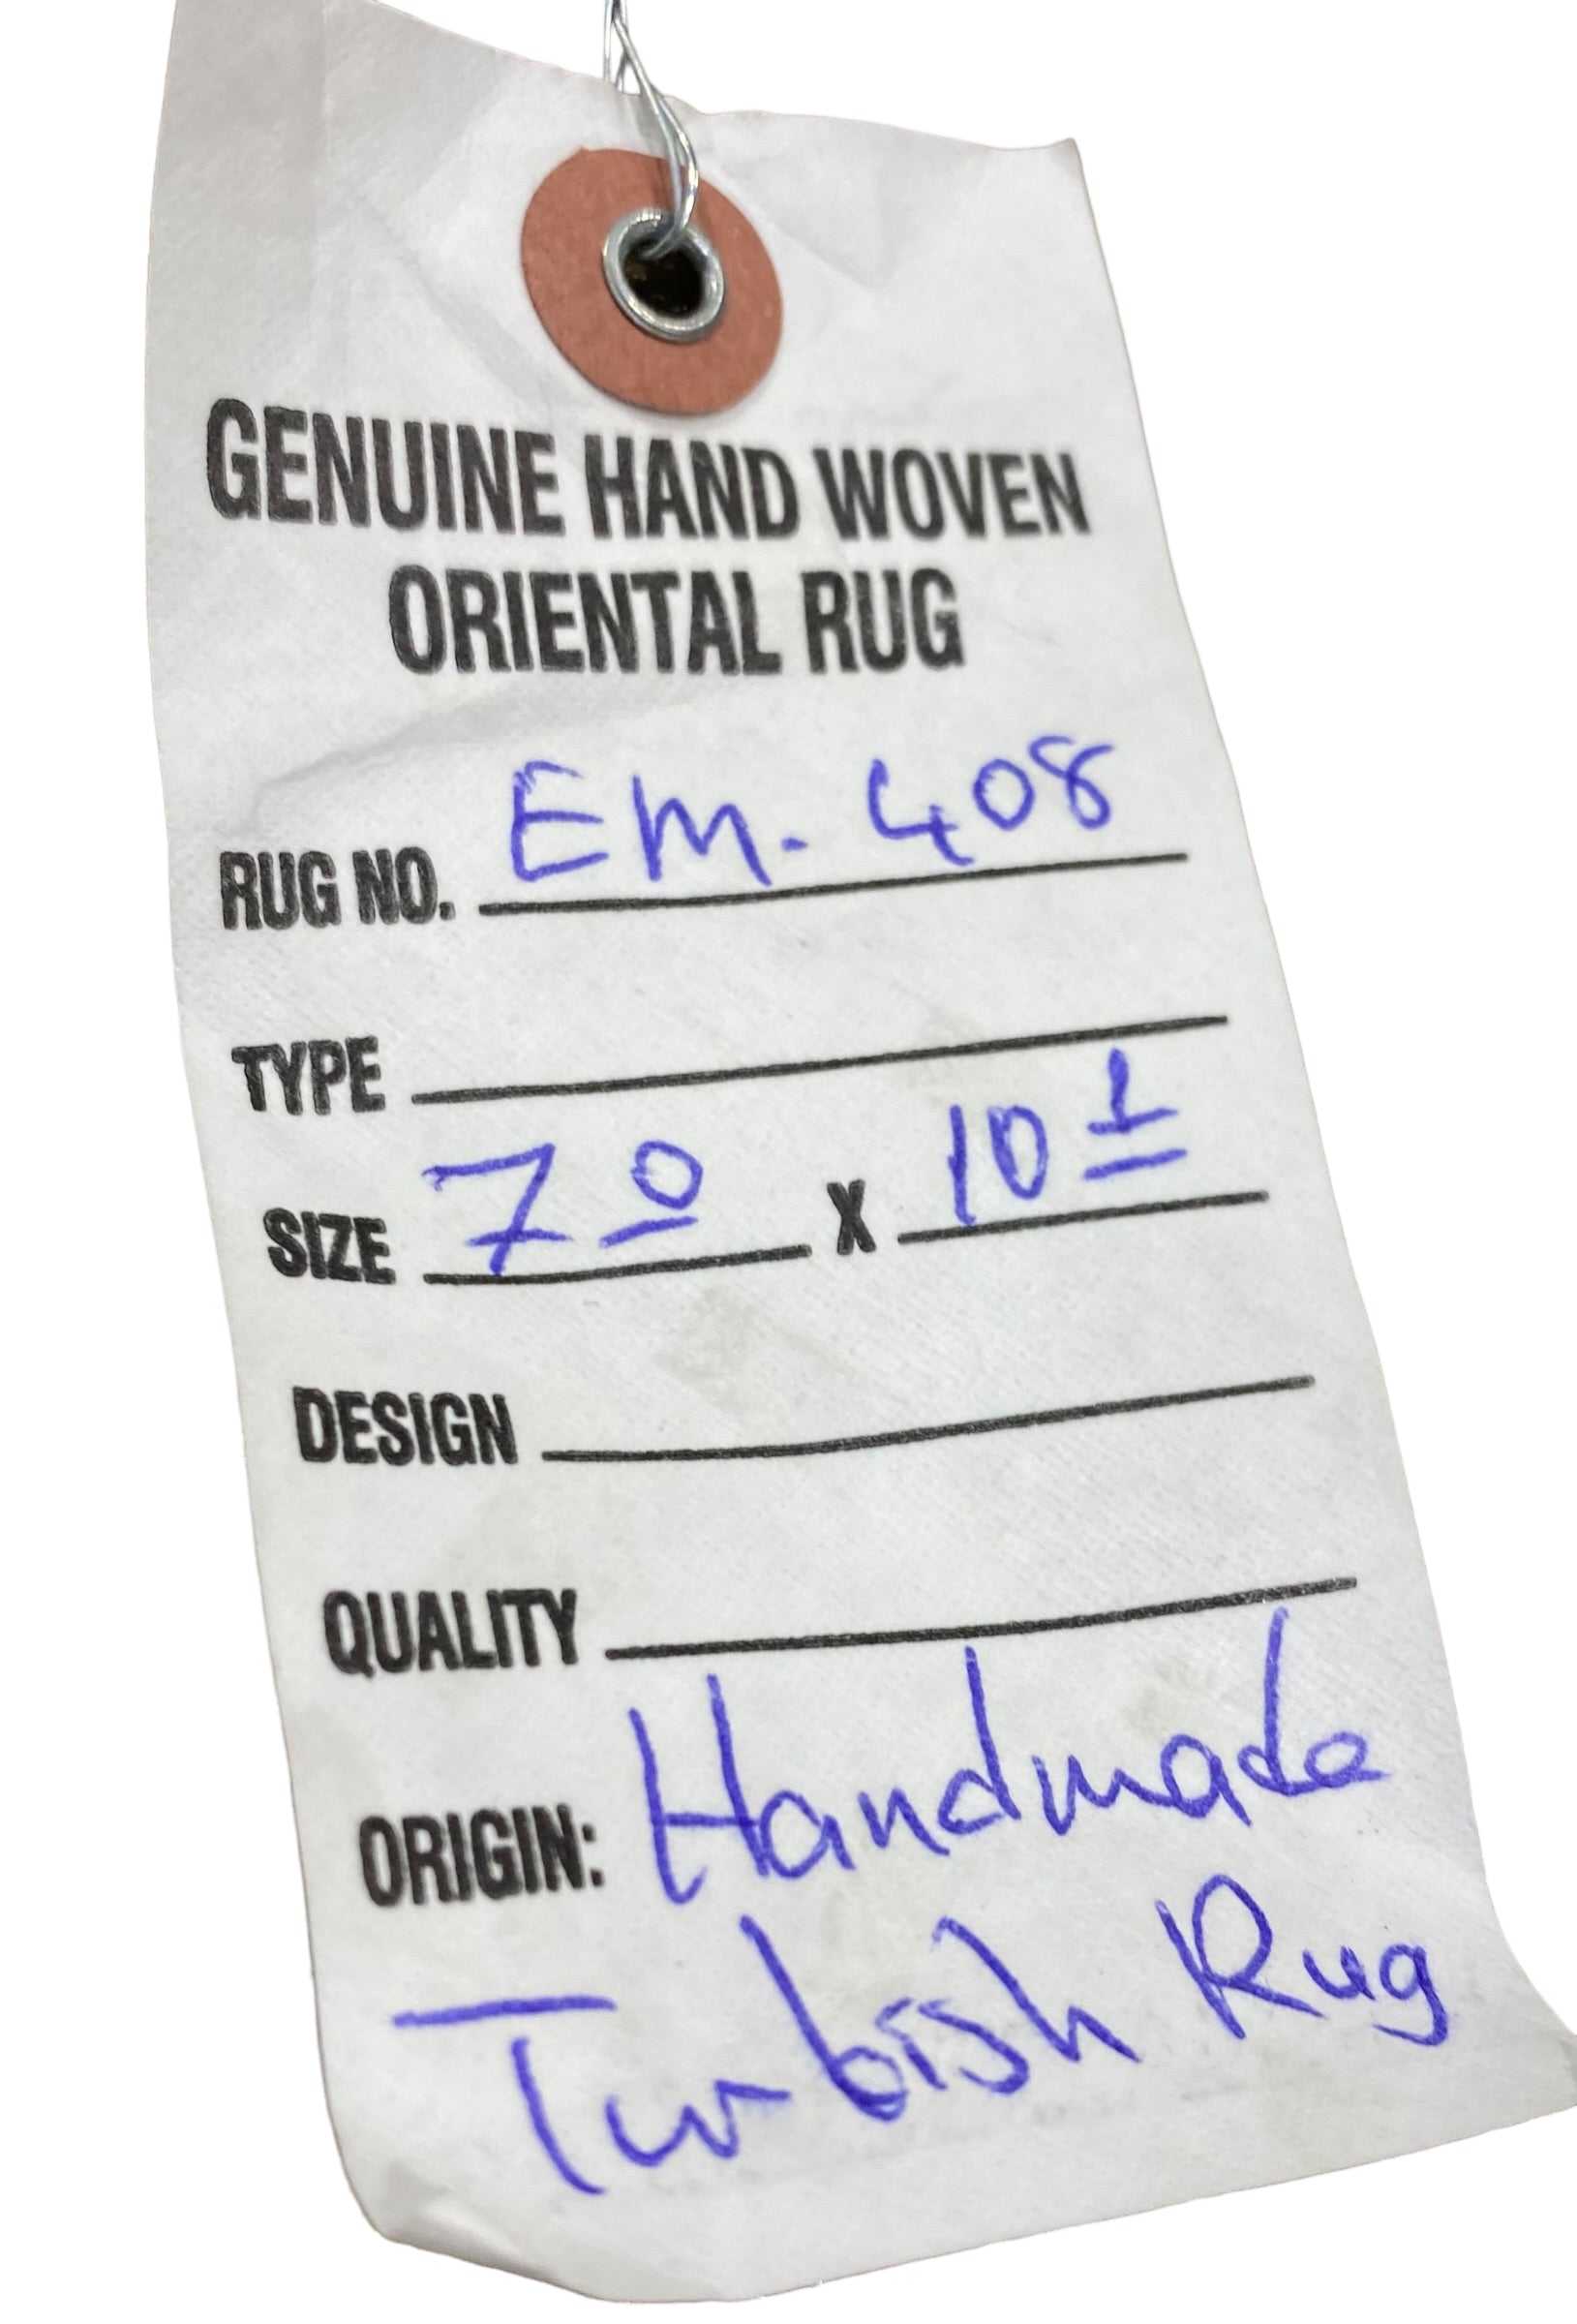 GENUINE HAND WOVEN
ORIENTAL RUG
RUG NO. Em. 408
TYPE
SIZE 7 0 X 10 1
DESIGN
QUALITY
ORIGIN: Handmade
Turkish Rug